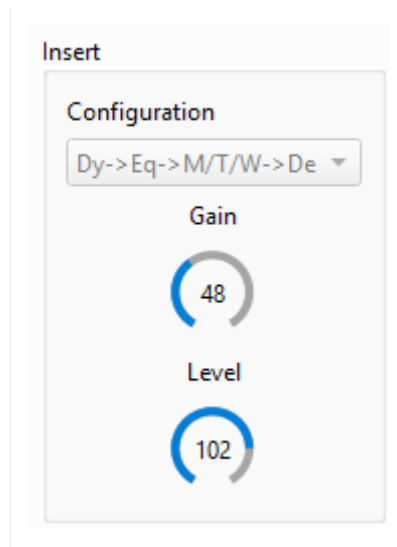 Insert
Configuration
Dy->Eq->M/T/W->De
Gain
48
Level
102